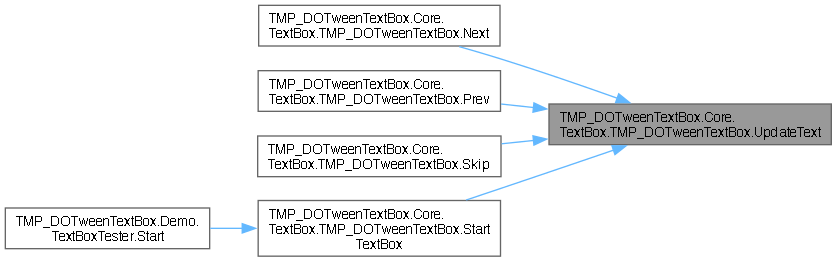 TMP_DOTweenTextBox.Core.
TextBox.TMP_DOTweenTextBox.Next
TMP_DOTweenTextBox.Core.
TextBox.TMP_DOTweenTextBox.Prev
TMP_DOTweenTextBox.Core.
TextBox.TMP_DOTweenTextBox.UpdateText
TMP_DOTweenTextBox.Core.
TextBox.TMP_DOTweenTextBox.Skip
TMP_DOTweenTextBox.Demo.
TextBoxTester.Start
TMP_DOTweenTextBox.Core.
TextBox.TMP_DOTweenTextBox.Start
TextBox